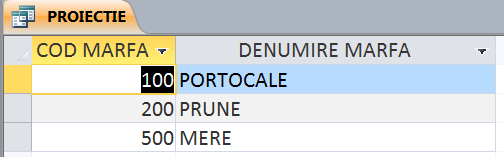 PROIECTIE
COD MARFA DENUMIRE MARFA
100 PORTOCALE
200 PRUNE
500 MERE